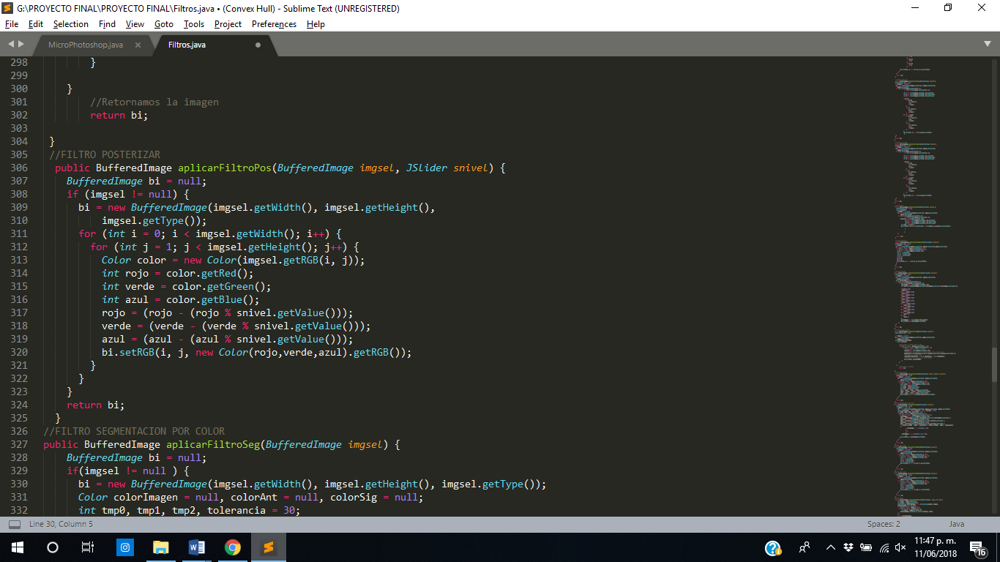 G:\PROYECTO FINAL\PROYECTO FINAL\Filtros.java • (Convex Hull) - Sublime Text (UNREGISTERED)
File Edit Selection Find View Goto Tools Project Preferences Help
MicroPhotoshop.java × Filtros.java
298 }
299
300 }
301 //Retornamos la imagen
302 return bi;
303
304 }
305 //FILTRO POSTERIZAR
306 public BufferedImage aplicarFiltroPos(BufferedImage imgsel, JSlider snivel) {
307 BufferedImage bi = null;
308 if (imgsel != null) {
309 bi = new BufferedImage(imgsel.getWidth(), imgsel.getHeight(),
310 imgsel.getType());
311 for (int i = 0; i < imgsel.getWidth(); i++) {
312 for (int j = 1; j < imgsel.getHeight(); j++) {
313 Color color = new Color(imgsel.getRGB(i, j));
314 int rojo = color.getRed();
315 int verde = color.getGreen();
316 int azul = color.getBlue();
317 rojo = (rojo - (rojo % snivel.getValue()));
318 verde = (verde - (verde % snivel.getValue()));
319 azul = (azul - (azul % snivel.getValue()));
320 bi.setRGB(i, j, new Color(rojo,verde,azul).getRGB());
321 }
322 }
323 }
324 return bi;
325 }
326 //FILTRO SEGMENTACION POR COLOR
327 public BufferedImage aplicarFiltroSeg(BufferedImage imgsel) {
328 BufferedImage bi = null;
329 if(imgsel != null ) {
330 bi = new BufferedImage(imgsel.getWidth(), imgsel.getHeight(), imgsel.getType());
331 Color colorImagen = null, colorAnt = null, colorSig = null;
332 int tmp0, tmp1, tmp2, tolerancia = 30;
Line 30, Column 5 Spaces: 2 Java
11:47 p. m.
11/06/2018
16